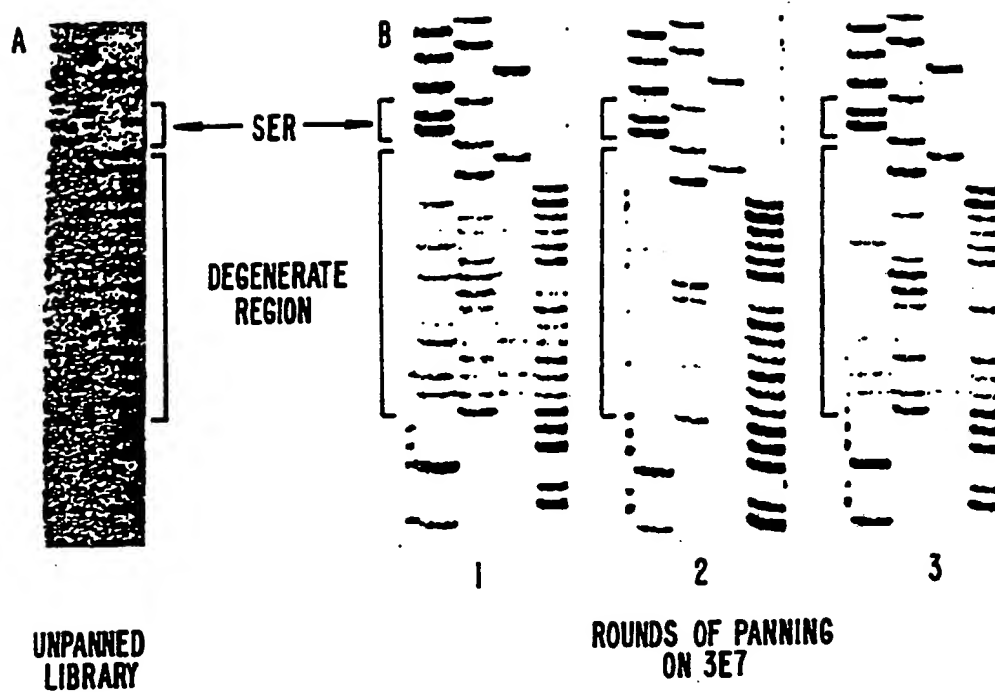 A
B
SER
DEGENERATE
REGION
1
2
3
UNPANNED
LIBRARY
ROUNDS OF PANNING
ON 3E7